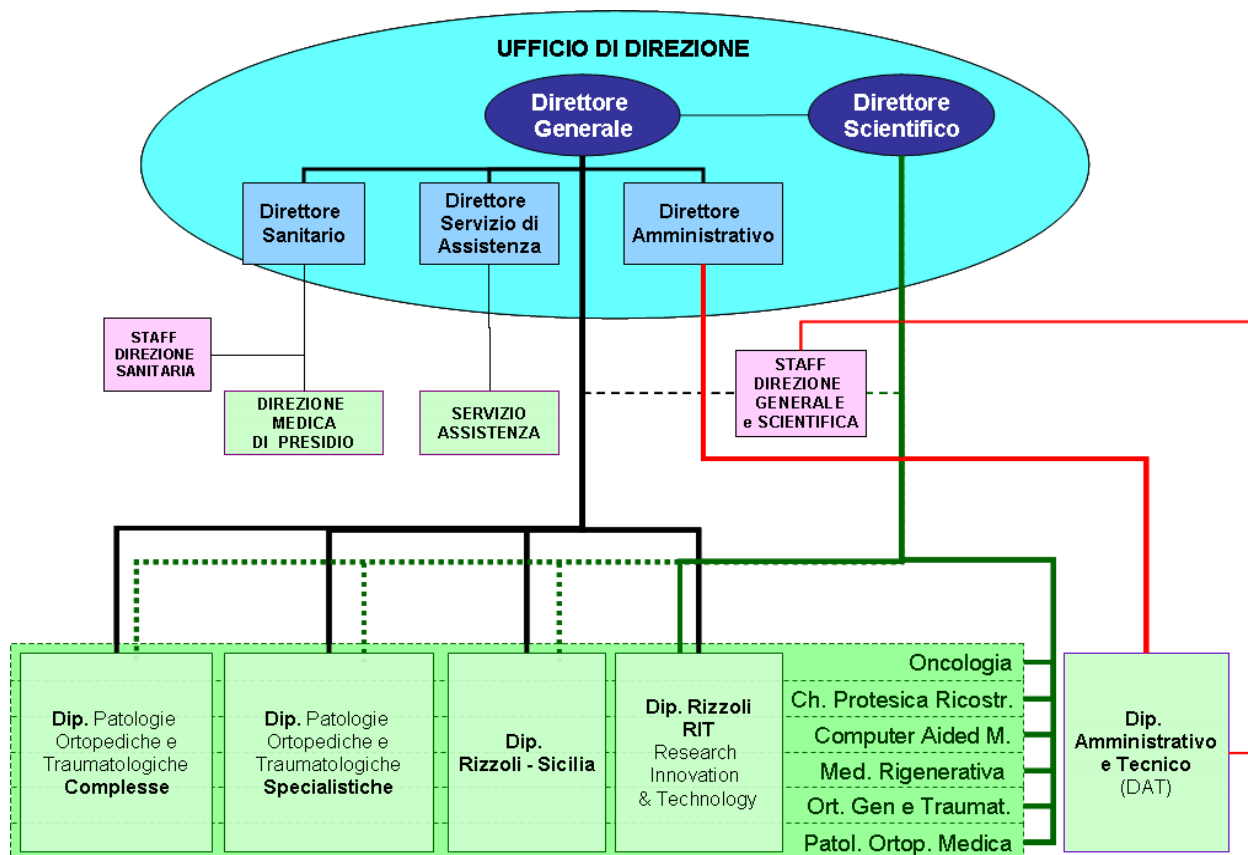 UFFICIO DI DIREZIONE
Direttore
Generale
Direttore
Scientifico
Direttore
Sanitario
Direttore
Servizio di
Assistenza
Direttore
Amministrativo
STAFF
DIREZIONE
SANITARIA
DIREZIONE
MEDICA
DI PRESIDIO
SERVIZIO
ASSISTENZA
STAFF
DIREZIONE
GENERALE
e SCIENTIFICA
Dip. Patologie
Ortopediche e
Traumatologiche
Complesse
Dip. Patologie
Ortopediche e
Traumatologiche
Specialistiche
Dip.
Rizzoli - Sicilia
Dip. Rizzoli
RIT
Research
Innovation
& Technology
Oncologia
Ch. Protesica Ricostr.
Computer Aided M.
Med. Rigenerativa
Ort. Gen e Traumat.
Patol. Ortop. Medica
Dip.
Amministrativo
e Tecnico
(DAT)